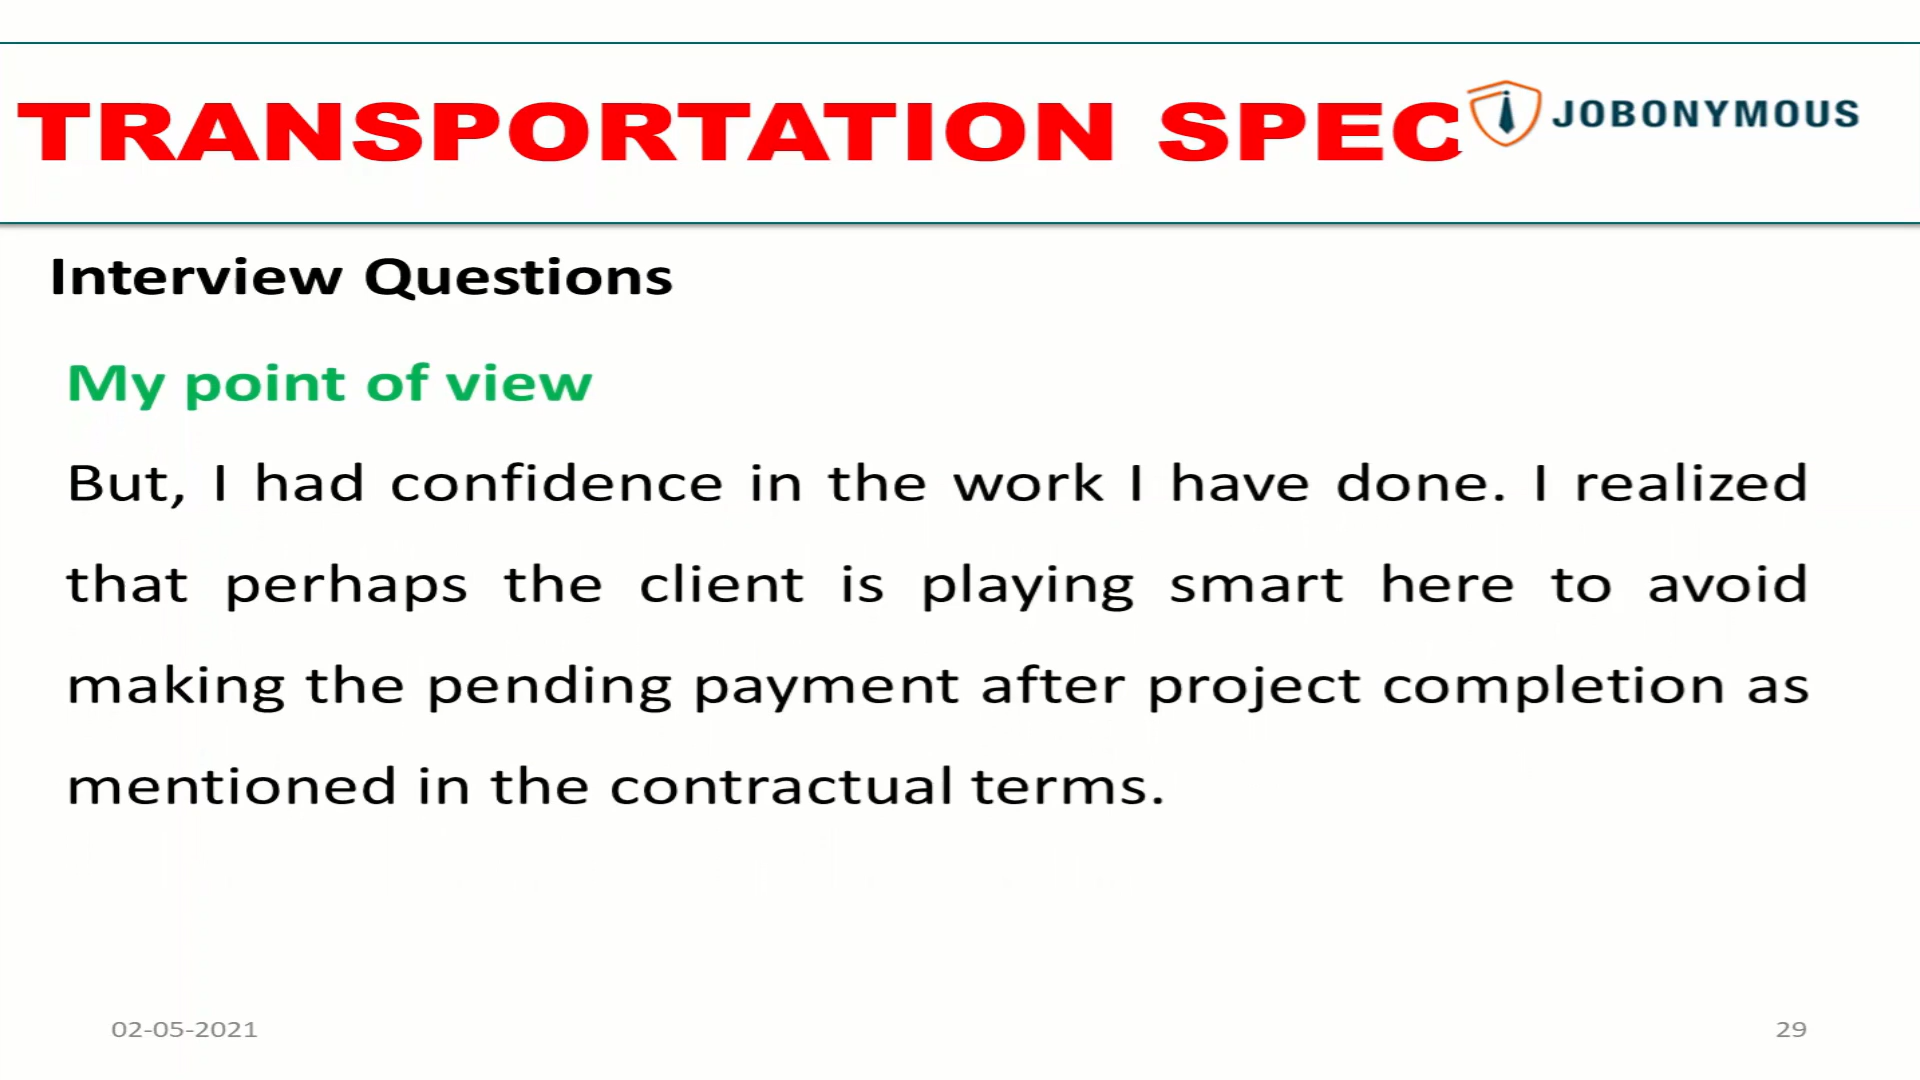 TRANSPORTATION SPEC
JOBONYMOUS
Interview Questions
My point of view
But, I had confidence in the work I have done. I realized
that perhaps the client is playing smart here to avoid
making the pending payment after project completion as
mentioned in the contractual terms.
02-05-2021
29